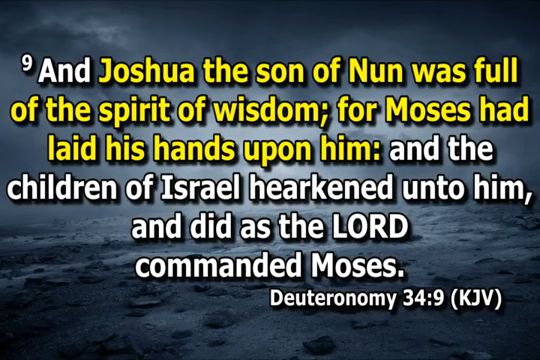 9 And Joshua the son of Nun was full
of the spirit of wisdom; for Moses had
laid his hands upon him: and the
children of Israel hearkened unto him,
and did as the LORD
commanded Moses.
Deuteronomy 34:9 (KJV)